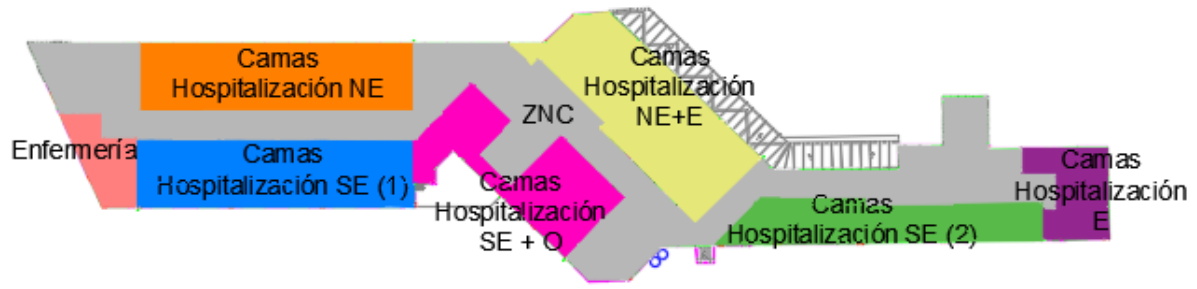 Camas
Hospitalización NE
Camas
Hospitalización
NE+E
ZNC
Enfermería
Camas
Hospitalización SE (1)
Camas
Hospitalización
SE + O
Camas
Hospitalización SE (2)
Camas
Hospitalización
E